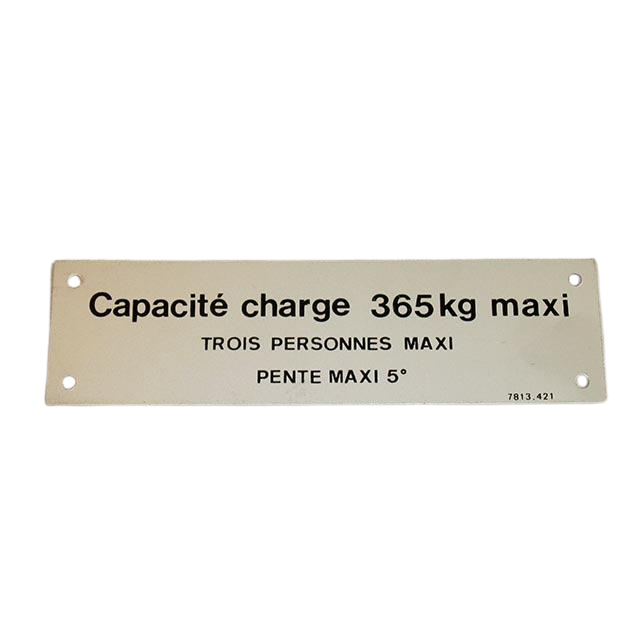 Capacité charge 365kg maxi
TROIS PERSONNES MAXI
PENTE MAXI 5°
7813.421